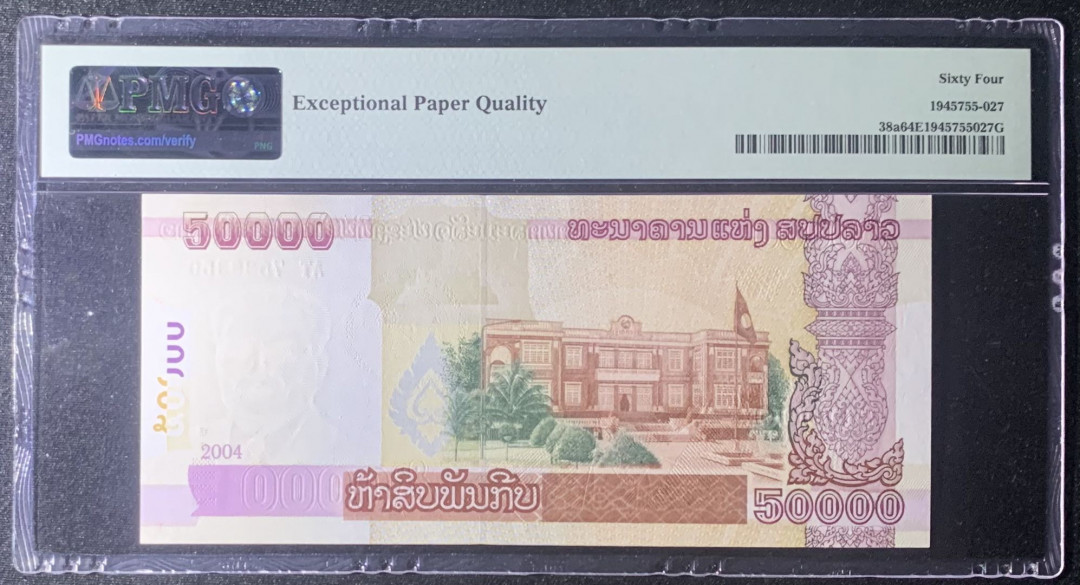 PMG
PMGnotes.com/verify
PMG
Exceptional Paper Quality
Sixty Four
1945755-027
38a64E1945755027G
50000
ທະນາຄານແຫ່ງ ສປປລາວ
2004
000
ຫ້າສິບພັນກີບ
50000